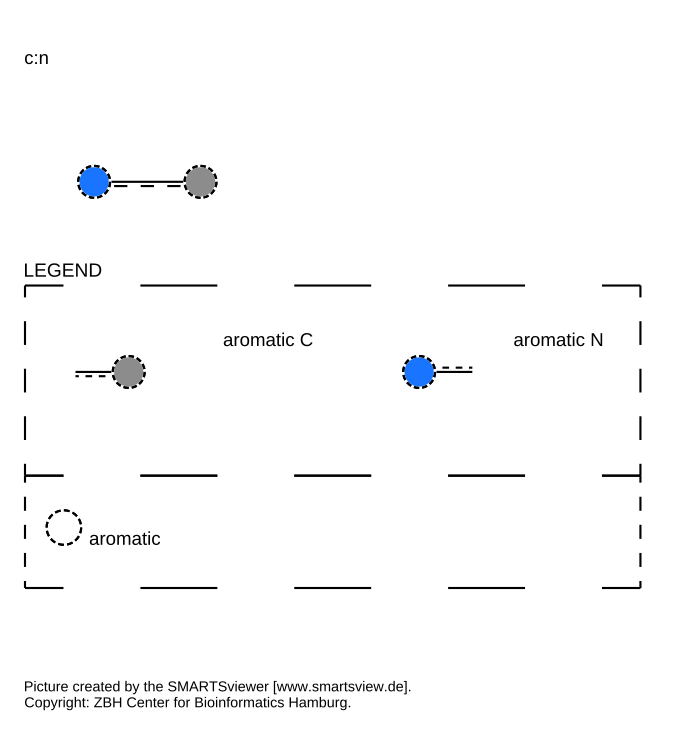 c:n
LEGEND
aromatic C
aromatic N
aromatic
Picture created by the SMARTSviewer [www.smartsview.de].
Copyright: ZBH Center for Bioinformatics Hamburg.